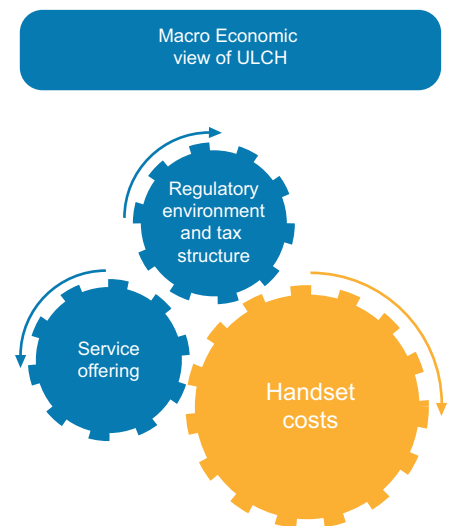 Macro Economic
view of ULCH
Regulatory
environment
and tax
structure
Service
offering
Handset
costs